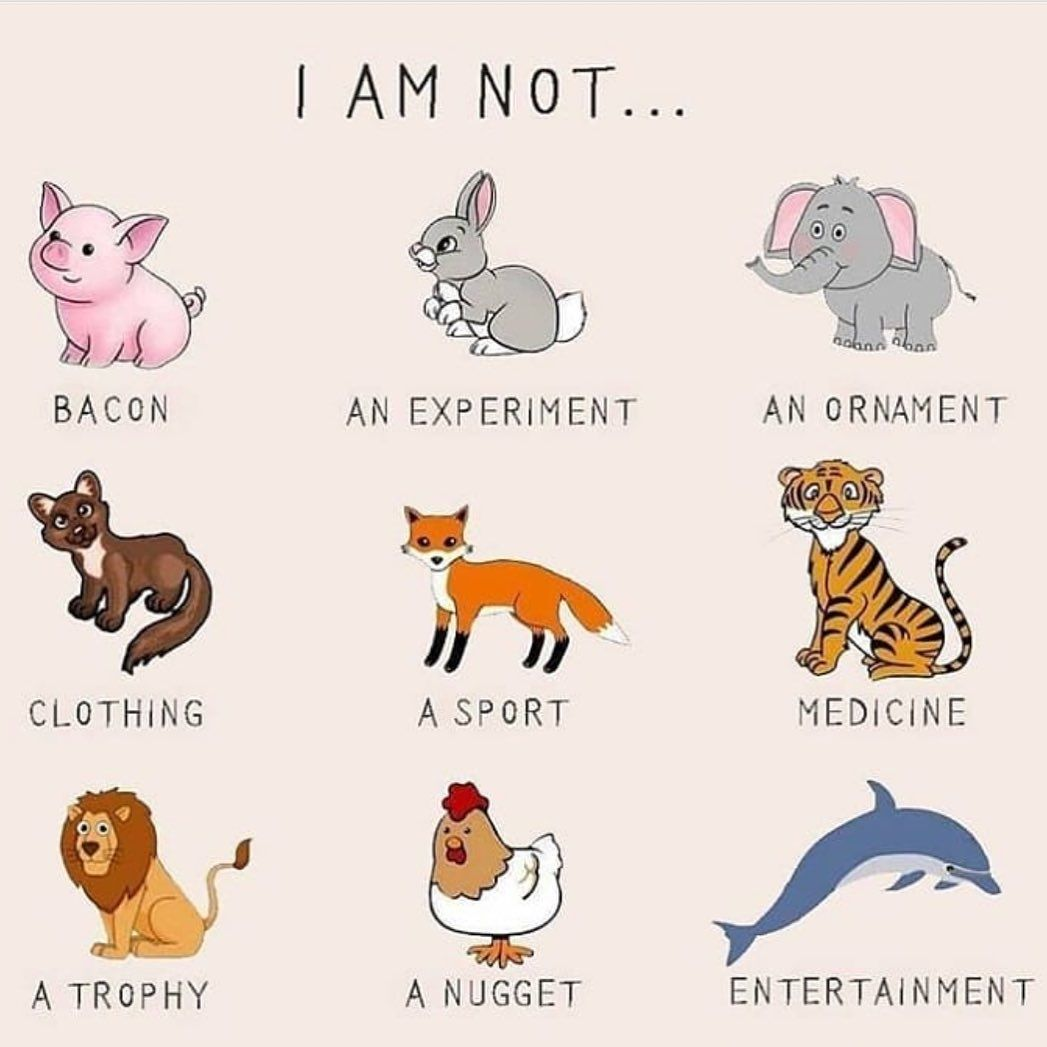 I AM NOT...
BACON
AN EXPERIMENT
AN ORNAMENT
CLOTHING
A SPORT
MEDICINE
A TROPHY
A NUGGET
ENTERTAINMENT